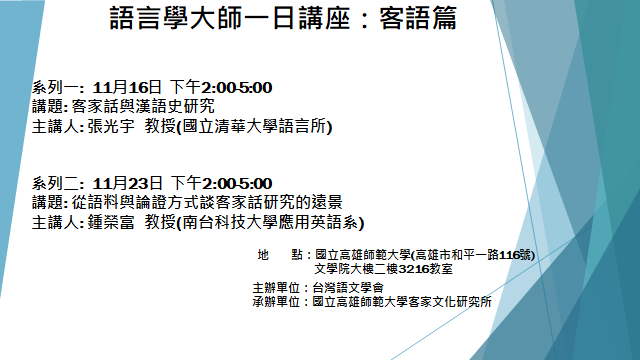 語言學大師一日講座：客語篇
系列一: 11月16日 下午2:00-5:00
講題: 客家話與漢語史研究
主講人: 張光宇 教授(國立清華大學語言所)
系列二: 11月23日 下午2:00-5:00
講題: 從語料與論證方式談客家話研究的遠景
主講人: 鍾榮富 教授(南台科技大學應用英語系)
地 點：國立高雄師範大學(高雄市和平一路116號)
文學院大樓二樓3216教室
主辦單位：台灣語文學會
承辦單位：國立高雄師範大學客家文化研究所